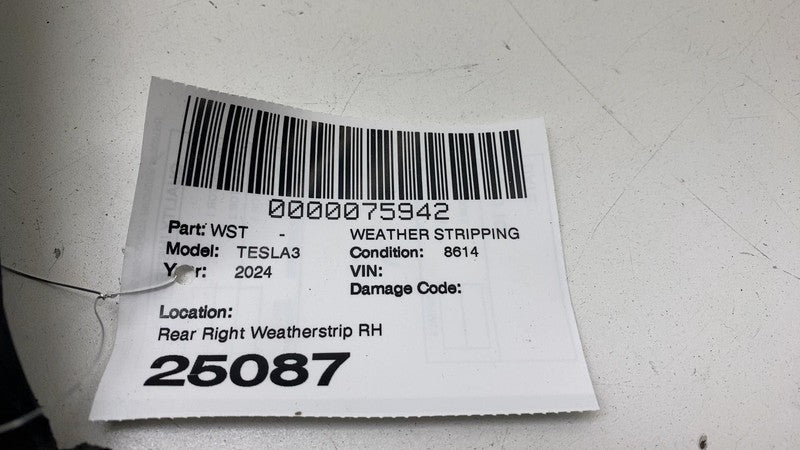 0000075942
Part: WST - WEATHER STRIPPING
Model: TESLA3 Condition: 8614
Year: 2024 VIN:
Damage Code:
Location:
Rear Right Weatherstrip RH
25087